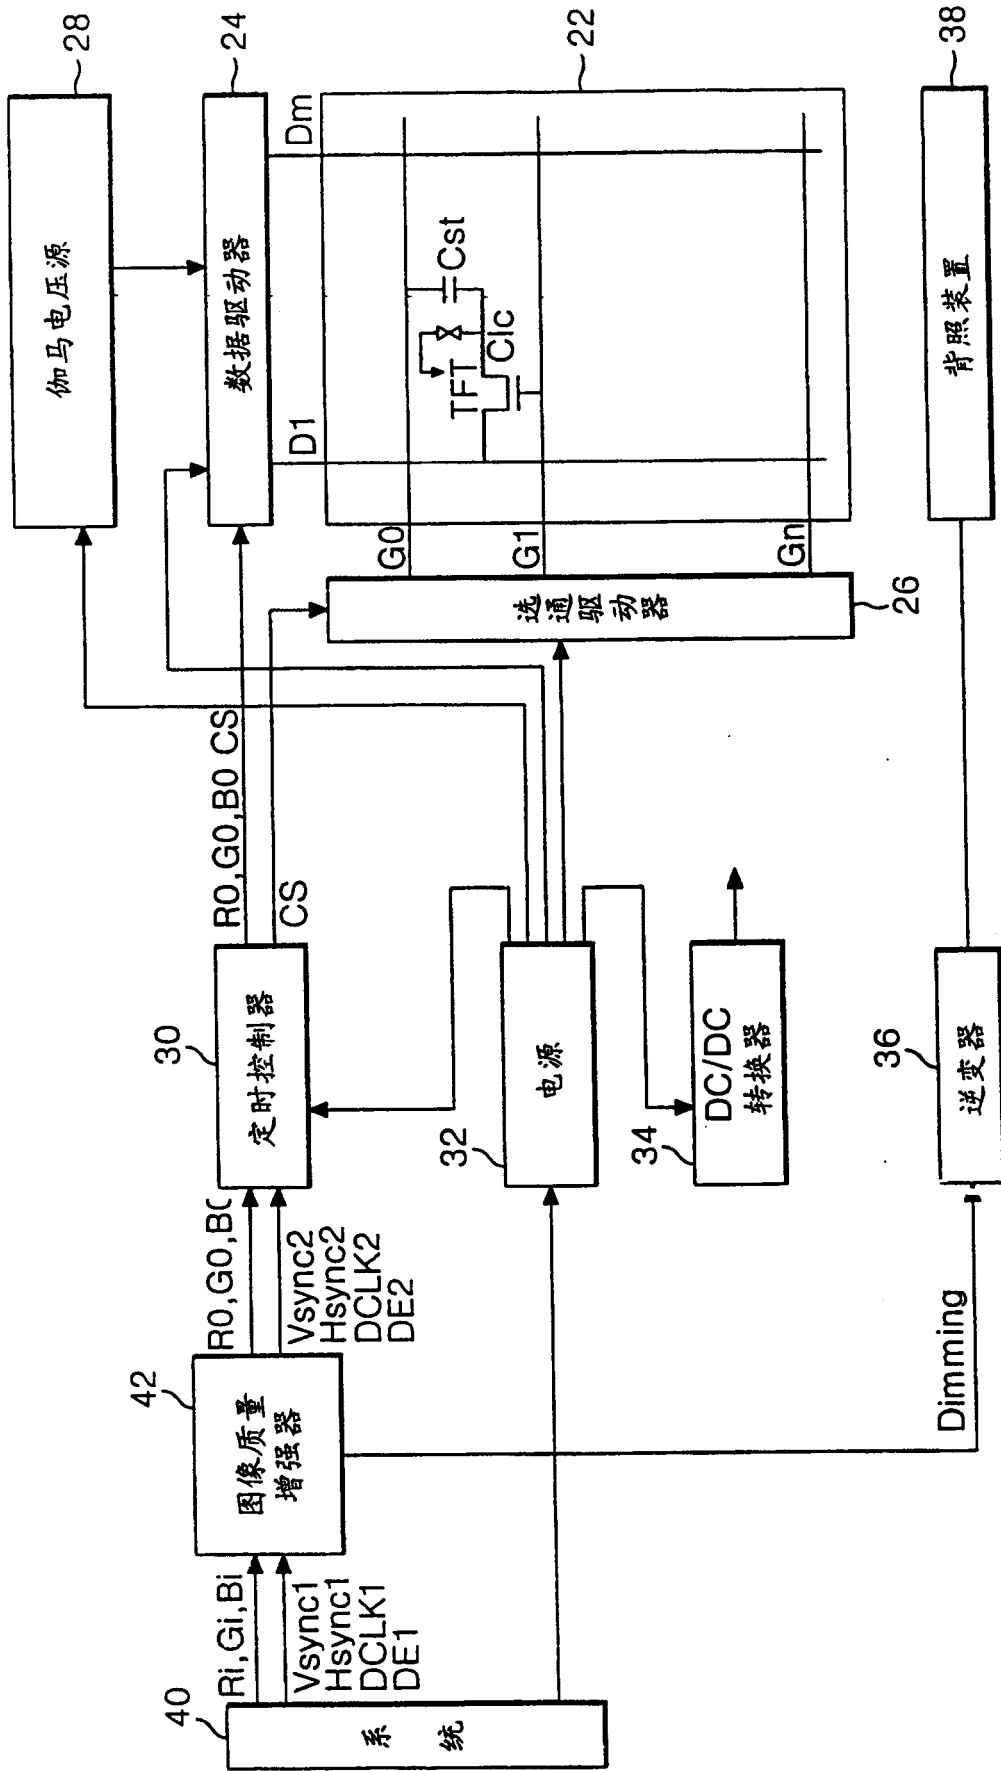 40
系统
Ri,Gi,Bi
Vsync1
Hsync1
DCLK1
DE1
42
图像质量
增强器
R0,G0,B0
Vsync2
Hsync2
DCLK2
DE2
30
定时控制器
R0,G0,B0 CS
CS
32
电源
34
DC/DC
转换器
Dimming
36
逆变器
38
背照装置
28
伽马电压源
24
数据驱动器
26
选通驱动器
22
D1
Dm
G0
G1
Gn
TFT
Clc
Cst